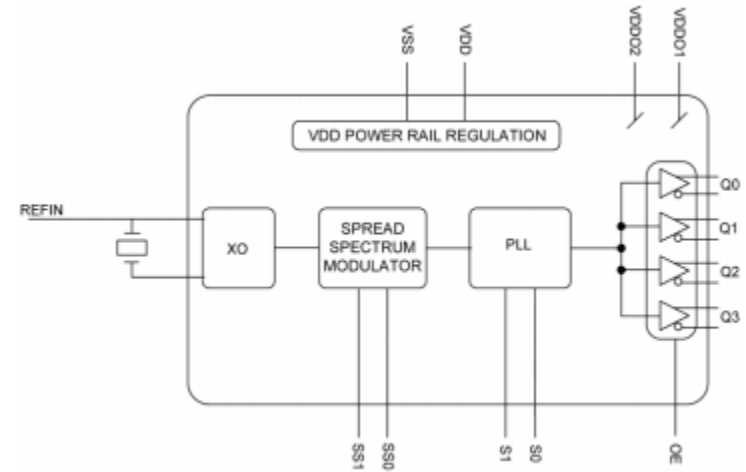 VSS
VDD
VDDO2
VDDO1
VDD POWER RAIL REGULATION
REFIN
XO
SPREAD
SPECTRUM
MODULATOR
PLL
Q0
Q1
Q2
Q3
SS1
SS0
S1
S0
OE